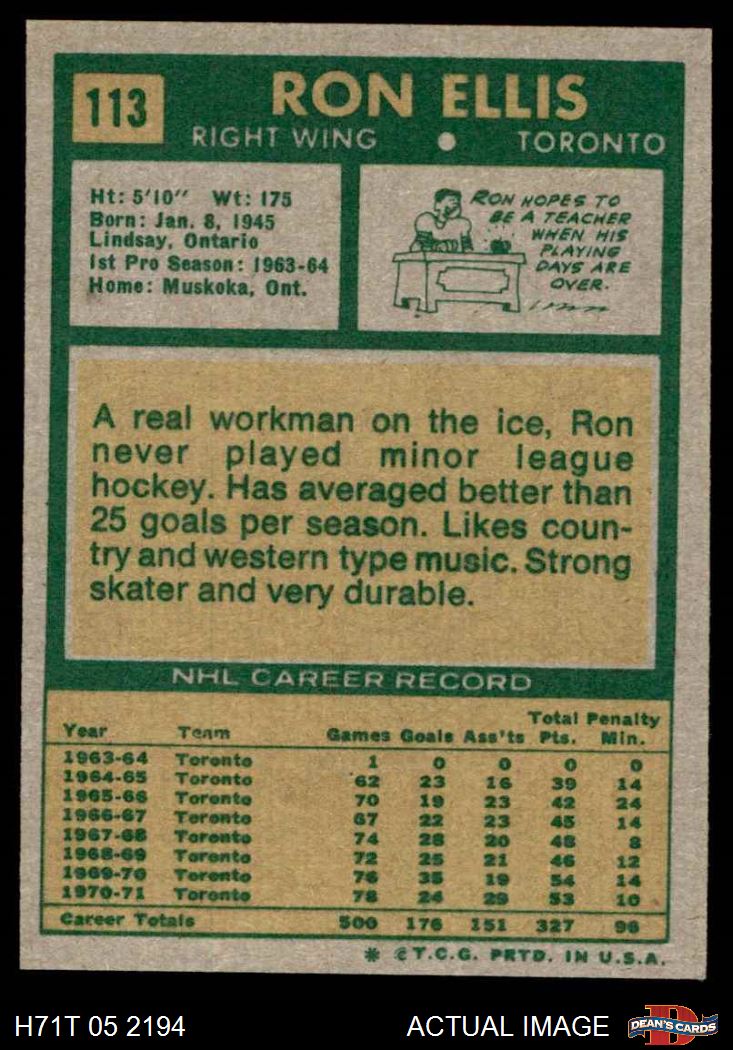 113
RON ELLIS
RIGHT WING ● TORONTO
Ht: 5'10" Wt: 175
Born: Jan. 8, 1945
Lindsay, Ontario
1st Pro Season: 1963-64
Home: Muskoka, Ont.
RON HOPES TO
BE A TEACHER
WHEN HIS
PLAYING
DAYS ARE
OVER.
A real workman on the ice, Ron
never played minor league
hockey. Has averaged better than
25 goals per season. Likes coun-
try and western type music. Strong
skater and very durable.
NHL CAREER RECORD
Year Team Games Goals Ass'ts Total Pts. Penalty Min.
1963-64 Toronto 1 0 0 0 0
1964-65 Toronto 62 23 16 39 14
1965-66 Toronto 70 19 23 42 24
1966-67 Toronto 67 22 23 45 14
1967-68 Toronto 74 28 20 48 8
1968-69 Toronto 72 25 21 46 12
1969-70 Toronto 76 35 19 54 14
1970-71 Toronto 78 24 29 53 10
Career Totals 500 176 151 327 96
* ©T.C.G. PRTD. IN U.S.A.
H71T 05 2194 ACTUAL IMAGE DEAN'S CARDS